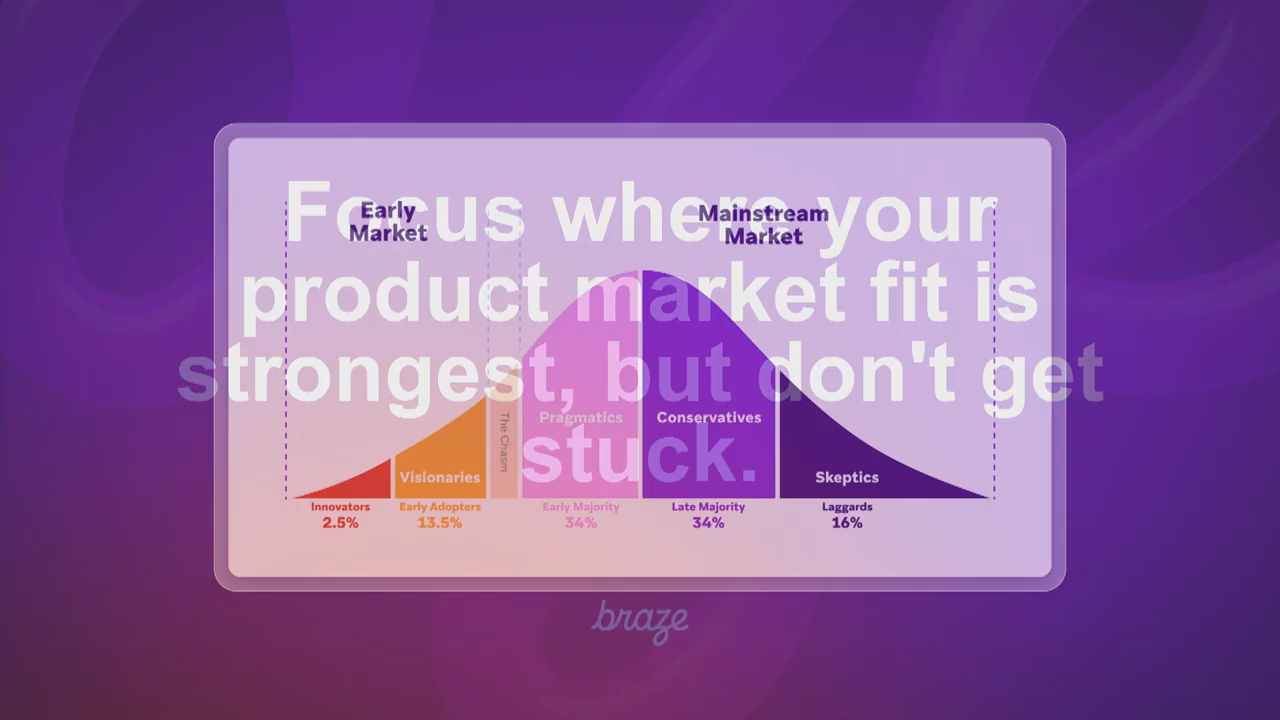 Focus where your
product market fit is
strongest, but don't get
stuck.
Early
Market
Mainstream
Market
The Chasm
Pragmatics
Conservatives
Visionaries
Skeptics
Innovators
2.5%
Early Adopters
13.5%
Early Majority
34%
Late Majority
34%
Laggards
16%
braze